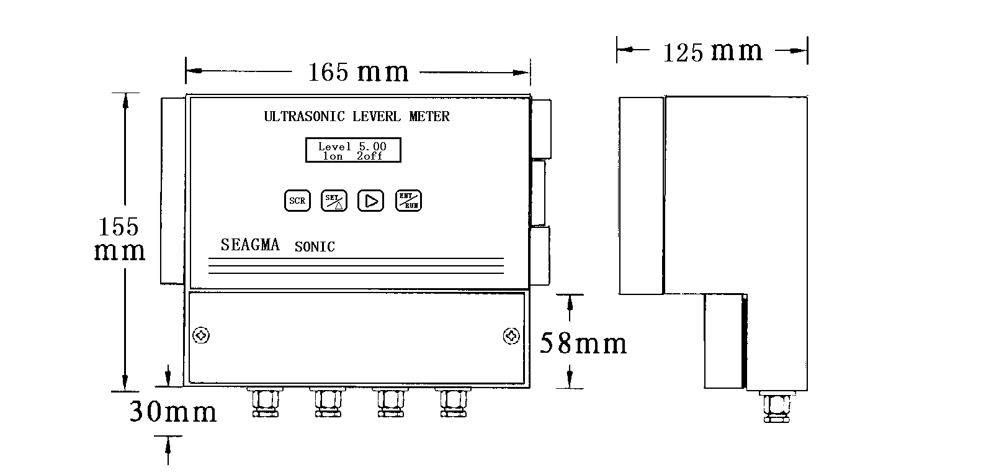 165 mm
125 mm
ULTRASONIC LEVERL METER
Level 5.00
1on 2off
SCR
SET
ENT
RUN
155
mm
SEAGMA SONIC
58mm
30mm